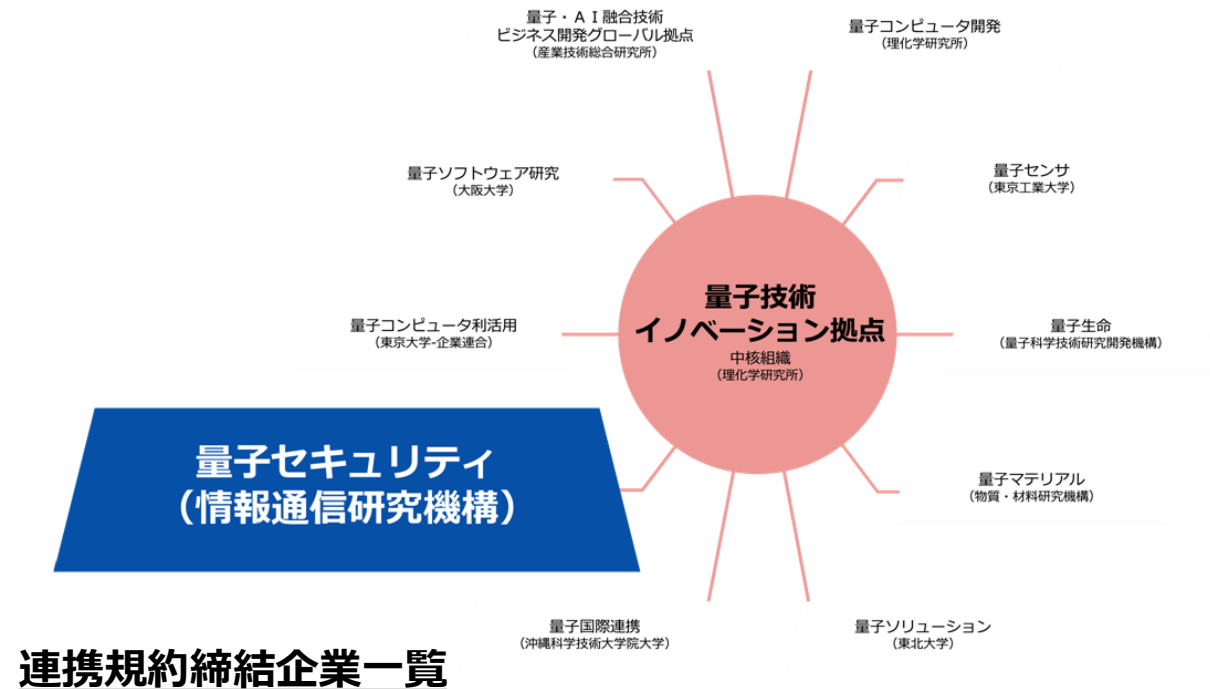 量子・ＡＩ融合技術
ビジネス開発グローバル拠点
（産業技術総合研究所）
量子コンピュータ開発
（理化学研究所）
量子ソフトウェア研究
（大阪大学）
量子センサ
（東京工業大学）
量子技術
イノベーション拠点
中核組織
（理化学研究所）
量子コンピュータ利活用
（東京大学-企業連合）
量子生命
（量子科学技術研究開発機構）
量子セキュリティ
（情報通信研究機構）
量子マテリアル
（物質・材料研究機構）
量子国際連携
（沖縄科学技術大学院大学）
量子ソリューション
（東北大学）
連携規約締結企業一覧